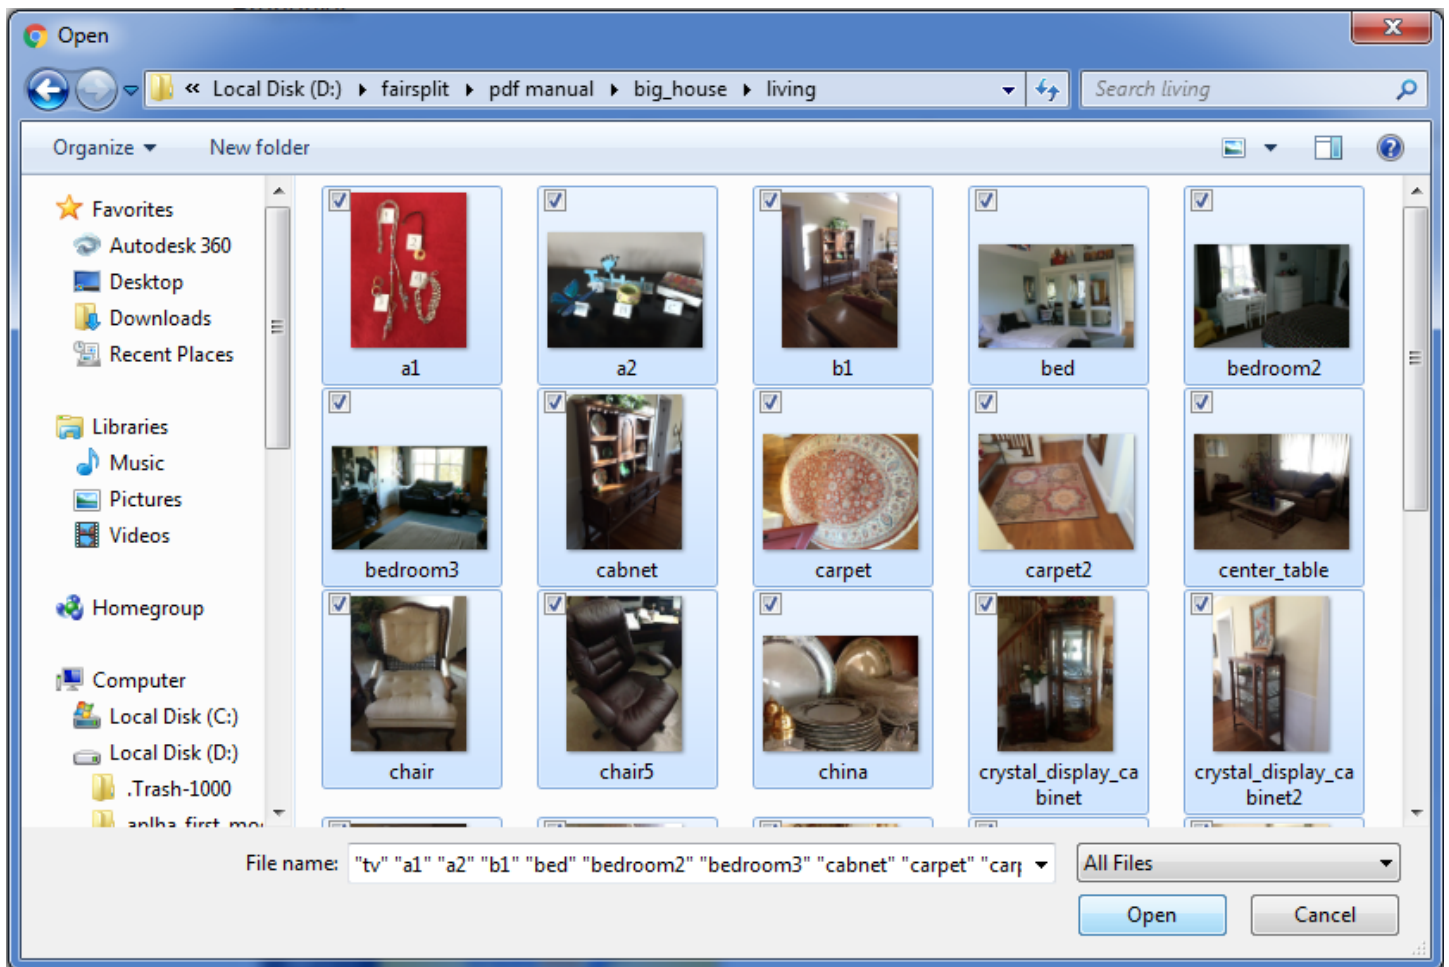 Open
« Local Disk (D:) fairsplit pdf manual big_house living
Search living
Organize New folder
Favorites
Autodesk 360
Desktop
Downloads
Recent Places
Libraries
Music
Pictures
Videos
Homegroup
Computer
Local Disk (C:)
Local Disk (D:)
.Trash-1000
a1 a2 b1 bed bedroom2
bedroom3 cabnet carpet carpet2 center_table
chair chair5 china crystal_display_ca
binet crystal_display_ca
binet2
File name: "tv" "a1" "a2" "b1" "bed" "bedroom2" "bedroom3" "cabnet" "carpet"
All Files
Open Cancel